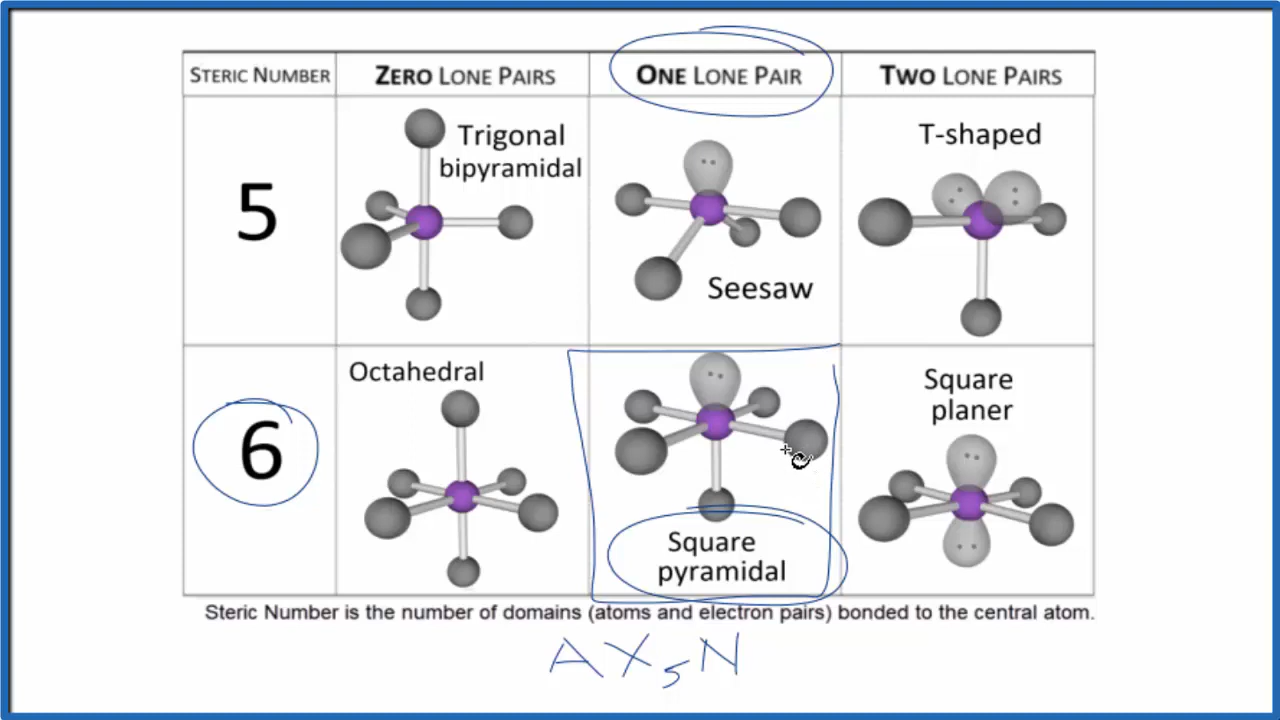 STERIC NUMBER
ZERO LONE PAIRS
ONE LONE PAIR
TWO LONE PAIRS
5
Trigonal
bipyramidal
Seesaw
T-shaped
6
Octahedral
Square
pyramidal
Square
planer
Steric Number is the number of domains (atoms and electron pairs) bonded to the central atom.
AX5N